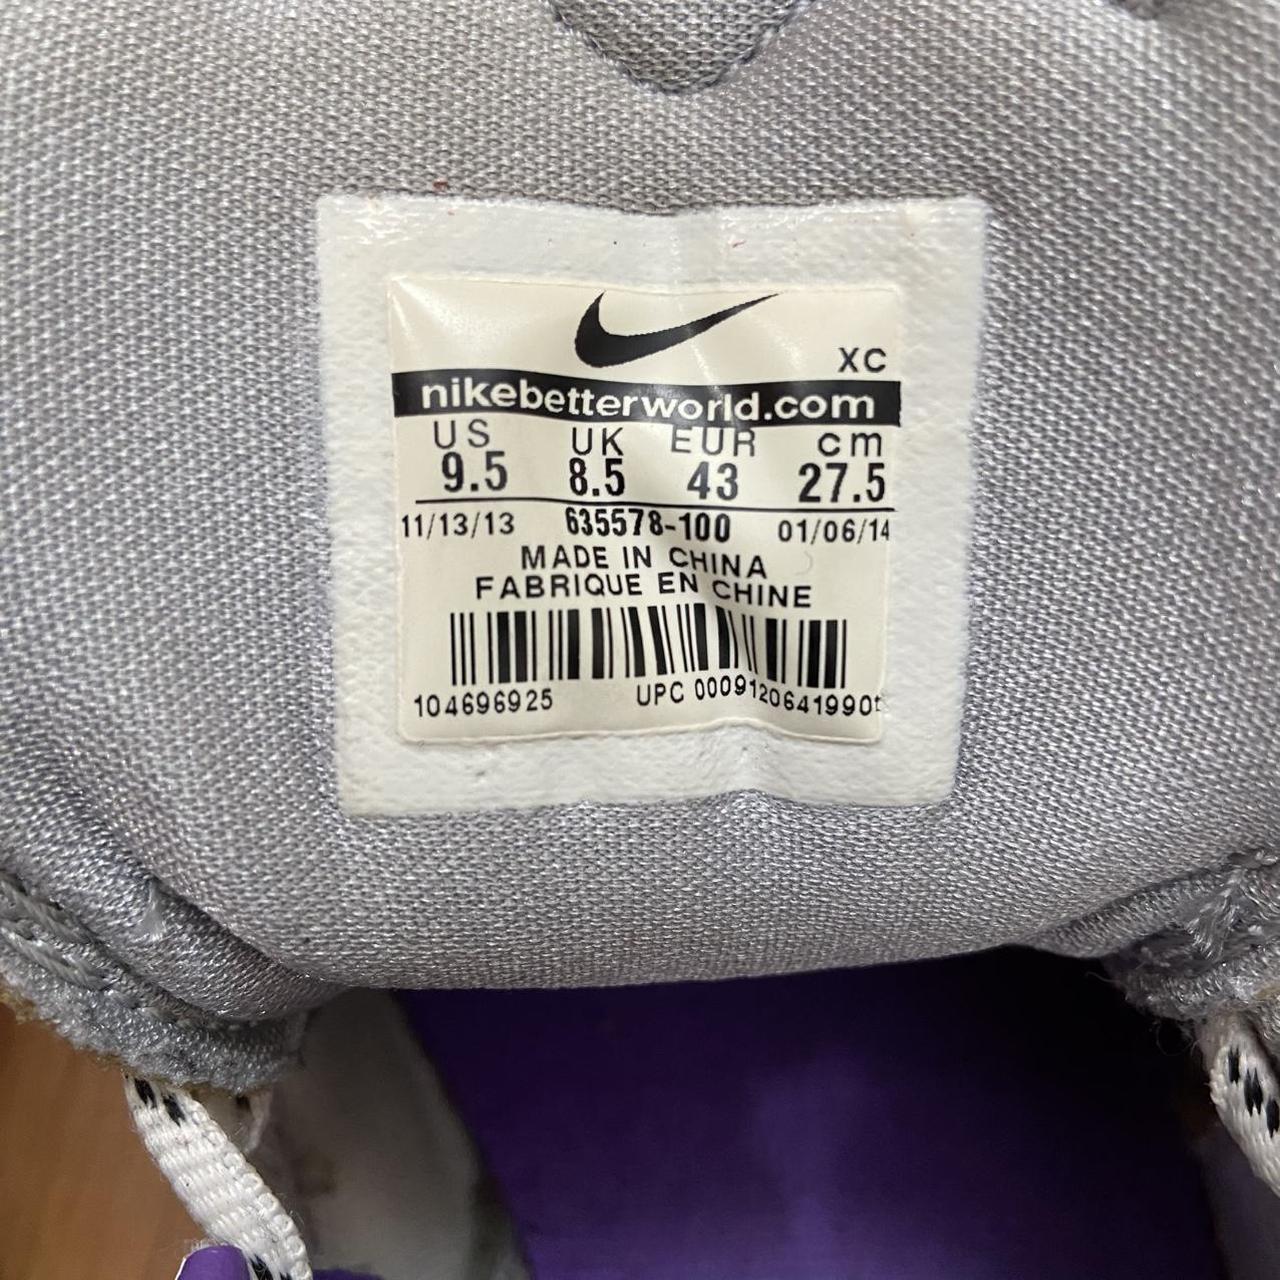 XC
nikebetterworld.com
US UK EUR cm
9.5 8.5 43 27.5
11/13/13 635578-100 01/06/14
MADE IN CHINA
FABRIQUE EN CHINE
104696925 UPC